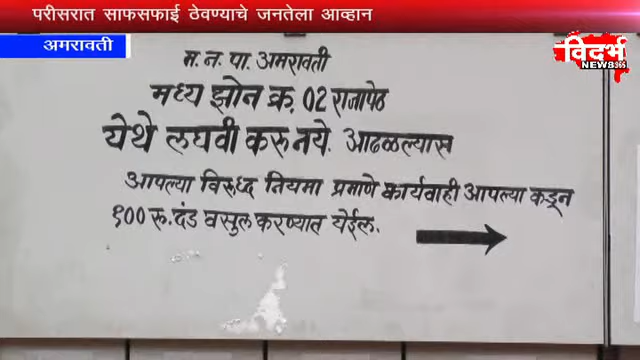 परीसरात साफसफाई ठेवण्याचे जनतेला आव्हान
अमरावती
विदर्भ
NEWS365
म. न. पा. अमरावती
मध्य झोन क्र. 02 राजापेठ
येथे लघवी करू नये. आढळल्यास
आपल्या विरुध्द नियमा प्रमाणे कार्यवाही आपल्या कडून
१०० रू. दंड वसुल करण्यात येईल.